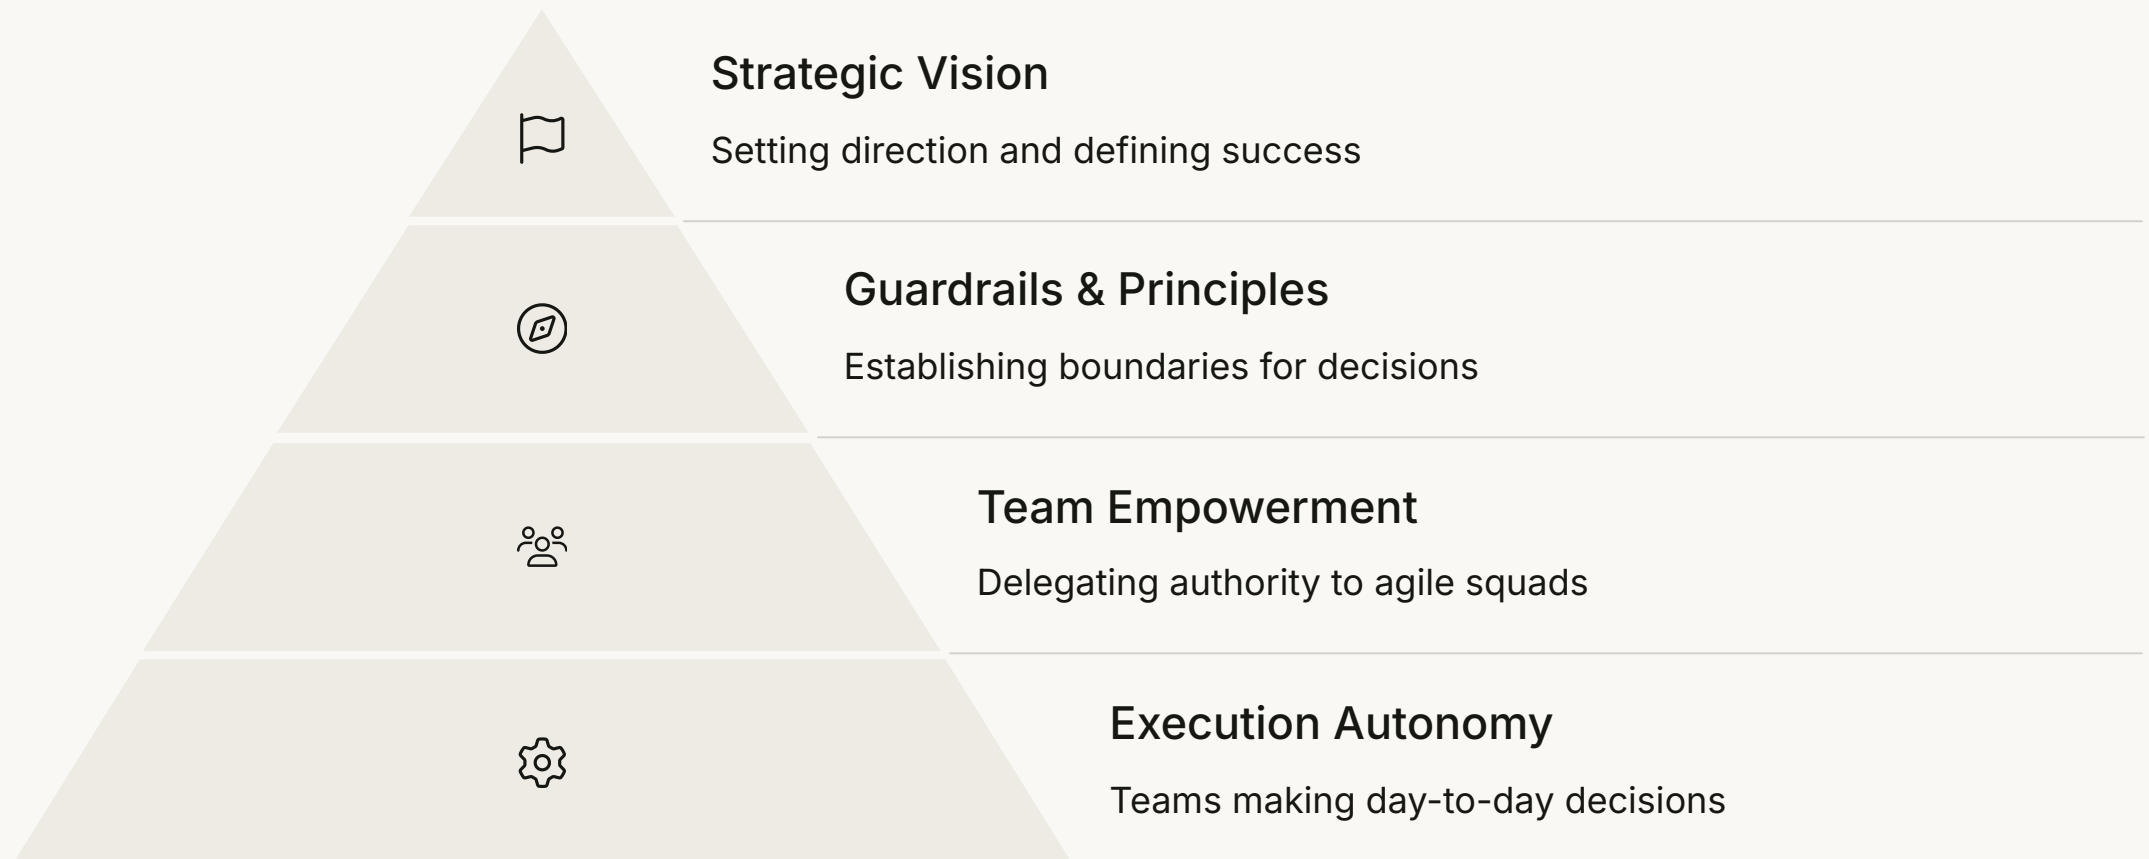 Strategic Vision
Setting direction and defining success
Guardrails & Principles
Establishing boundaries for decisions
Team Empowerment
Delegating authority to agile squads
Execution Autonomy
Teams making day-to-day decisions